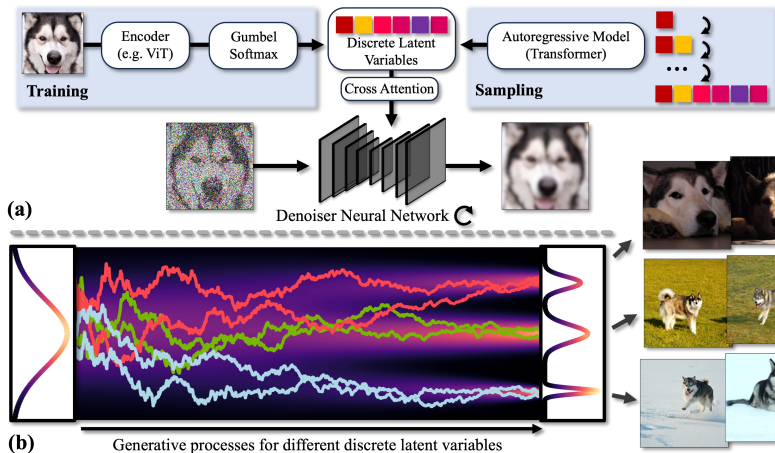 Encoder
(e.g. ViT)
Gumbel
Softmax
Discrete Latent
Variables
Autoregressive Model
(Transformer)
Training
Cross Attention
Sampling
(a)
Denoiser Neural Network
(b)
Generative processes for different discrete latent variables